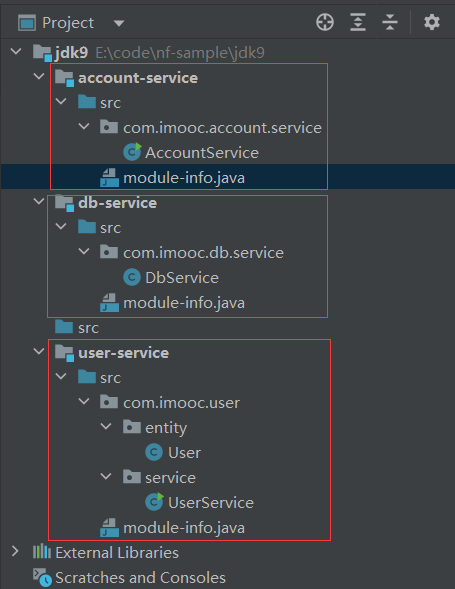 Project
jdk9 E:\code\nf-sample\jdk9
account-service
src
com.imooc.account.service
AccountService
module-info.java
db-service
src
com.imooc.db.service
DbService
module-info.java
src
user-service
src
com.imooc.user
entity
User
service
UserService
module-info.java
External Libraries
Scratches and Consoles